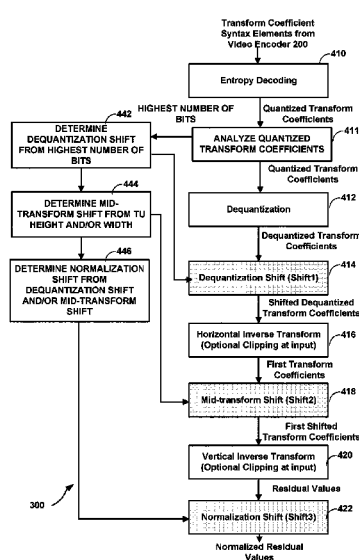 Transform Coefficient
Syntax Elements from
Video Encoder 200
410
Entropy Decoding
Quantized Transform
Coefficients
HIGHEST NUMBER OF
BITS
442
DETERMINE
DEQUANTIZATION SHIFT
FROM HIGHEST NUMBER OF
BITS
411
ANALYZE QUANTIZED
TRANSFORM COEFFICIENTS
Quantized Transform
Coefficients
444
DETERMINE MID-
TRANSFORM SHIFT FROM TU
HEIGHT AND/OR WIDTH
412
Dequantization
Dequantized Transform
Coefficients
446
DETERMINE NORMALIZATION
SHIFT FROM
DEQUANTIZATION SHIFT
AND/OR MID-TRANSFORM
SHIFT
414
Dequantization Shift (Shift1)
Shifted Dequantized
Transform Coefficients
Horizontal Inverse Transform
(Optional Clipping at input)
416
First Transform
Coefficients
Mid-transform Shift (Shift2)
418
First Shifted
Transform Coefficients
Vertical Inverse Transform
(Optional Clipping at input)
420
Residual Values
300
Normalization Shift (Shift3)
422
Normalized Residual
Values